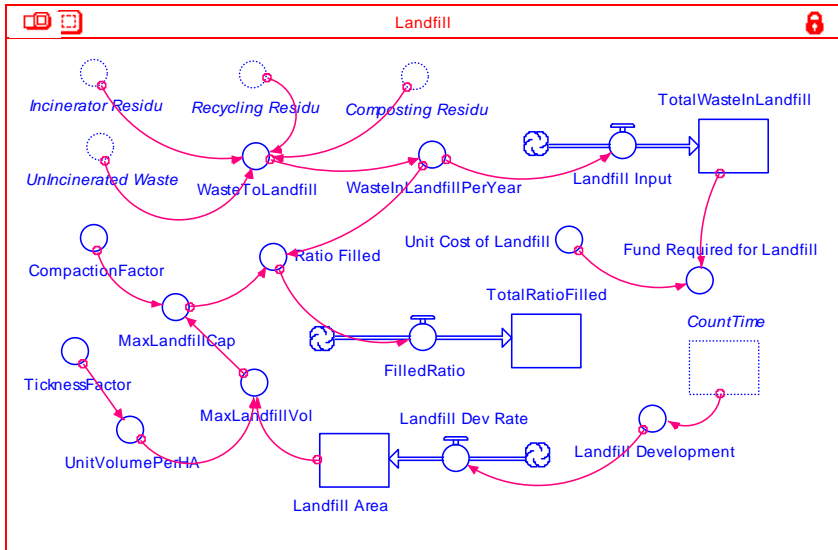 Landfill
Incinerator Residu
Recycling Residu
Composting Residu
TotalWasteInLandfill
UnIncinerated Waste
WasteToLandfill
WasteInLandfillPerYear
Landfill Input
CompactionFactor
Ratio Filled
Unit Cost of Landfill
Fund Required for Landfill
MaxLandfillCap
TotalRatioFilled
CountTime
TicknessFactor
FilledRatio
MaxLandfillVol
Landfill Dev Rate
UnitVolumePerHA
Landfill Development
Landfill Area